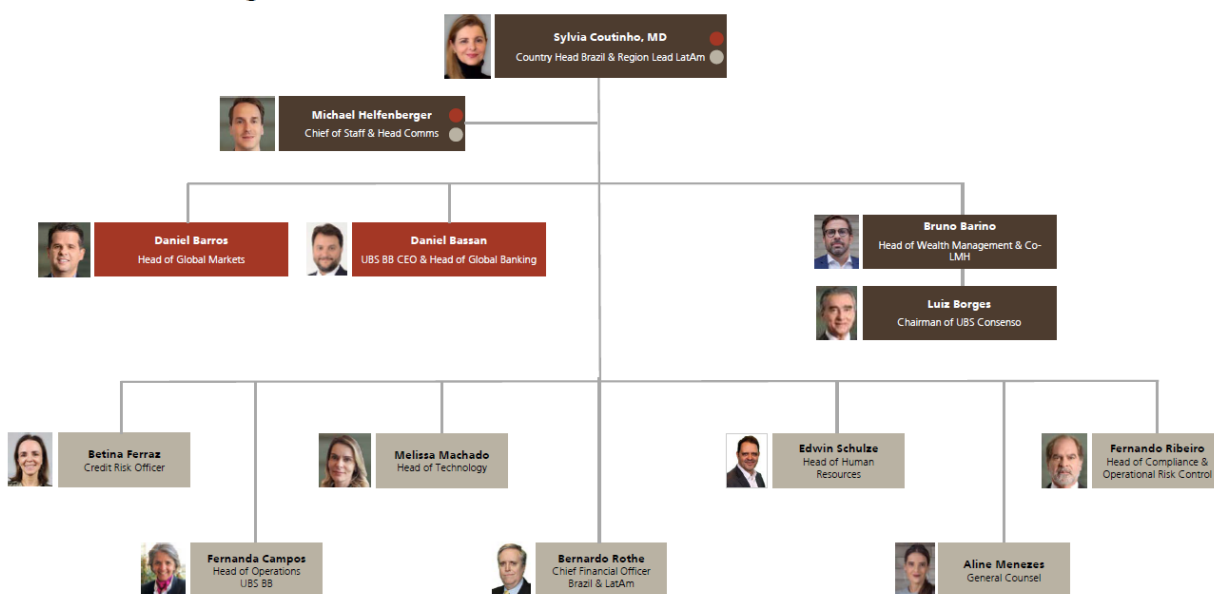 Sylvia Coutinho, MD
Country Head Brazil & Region Lead LatAm
Michael Helfenberger
Chief of Staff & Head Comms
Daniel Barros
Head of Global Markets
Daniel Bassan
UBS BB CEO & Head of Global Banking
Bruno Barino
Head of Wealth Management & Co-
LMH
Luiz Borges
Chairman of UBS Consenso
Betina Ferraz
Credit Risk Officer
Melissa Machado
Head of Technology
Edwin Schulze
Head of Human
Resources
Fernando Ribeiro
Head of Compliance &
Operational Risk Control
Fernanda Campos
Head of Operations
UBS BB
Bernardo Rothe
Chief Financial Officer
Brazil & LatAm
Aline Menezes
General Counsel